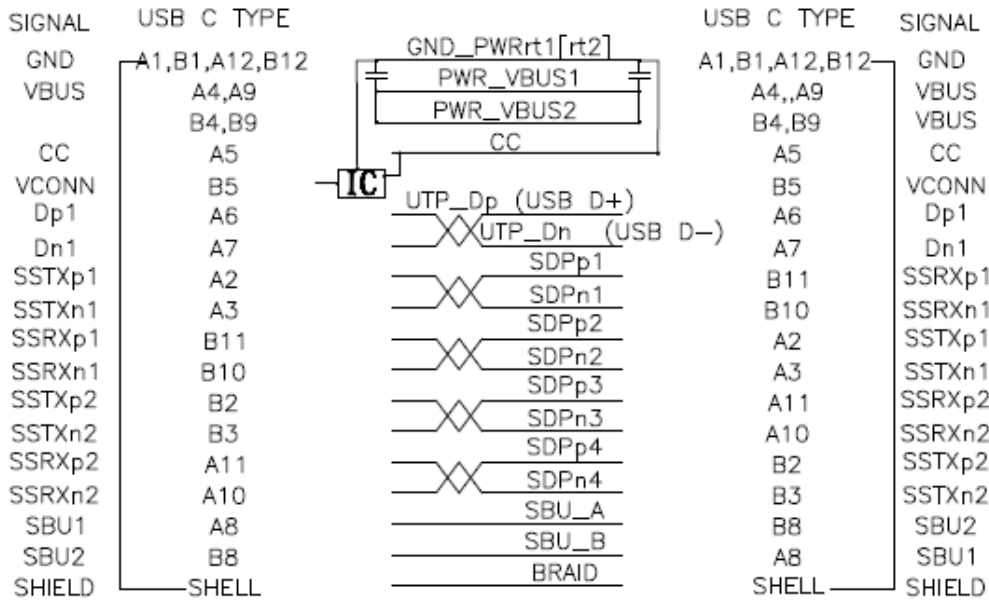 SIGNAL USB C TYPE USB C TYPE SIGNAL
GND A1,B1,A12,B12 GND_PWRrt1[rt2] A1,B1,A12,B12 GND
VBUS A4,A9 PWR_VBUS1 A4,,A9 VBUS
B4,B9 PWR_VBUS2 B4,B9 VBUS
CC A5 CC A5 CC
VCONN B5 IC B5 VCONN
Dp1 A6 UTP_Dp (USB D+) A6 Dp1
Dn1 A7 UTP_Dn (USB D-) A7 Dn1
SSTXp1 A2 SDPp1 B11 SSRXp1
SSTXn1 A3 SDPn1 B10 SSRXn1
SSRXp1 B11 SDPp2 A2 SSTXp1
SSRXn1 B10 SDPn2 A3 SSTXn1
SSTXp2 B2 SDPp3 A11 SSRXp2
SSTXn2 B3 SDPn3 A10 SSRXn2
SSRXp2 A11 SDPp4 B2 SSTXp2
SSRXn2 A10 SDPn4 B3 SSTXn2
SBU1 A8 SBU_A B8 SBU2
SBU2 B8 SBU_B A8 SBU1
SHIELD SHELL BRAID SHELL SHIELD